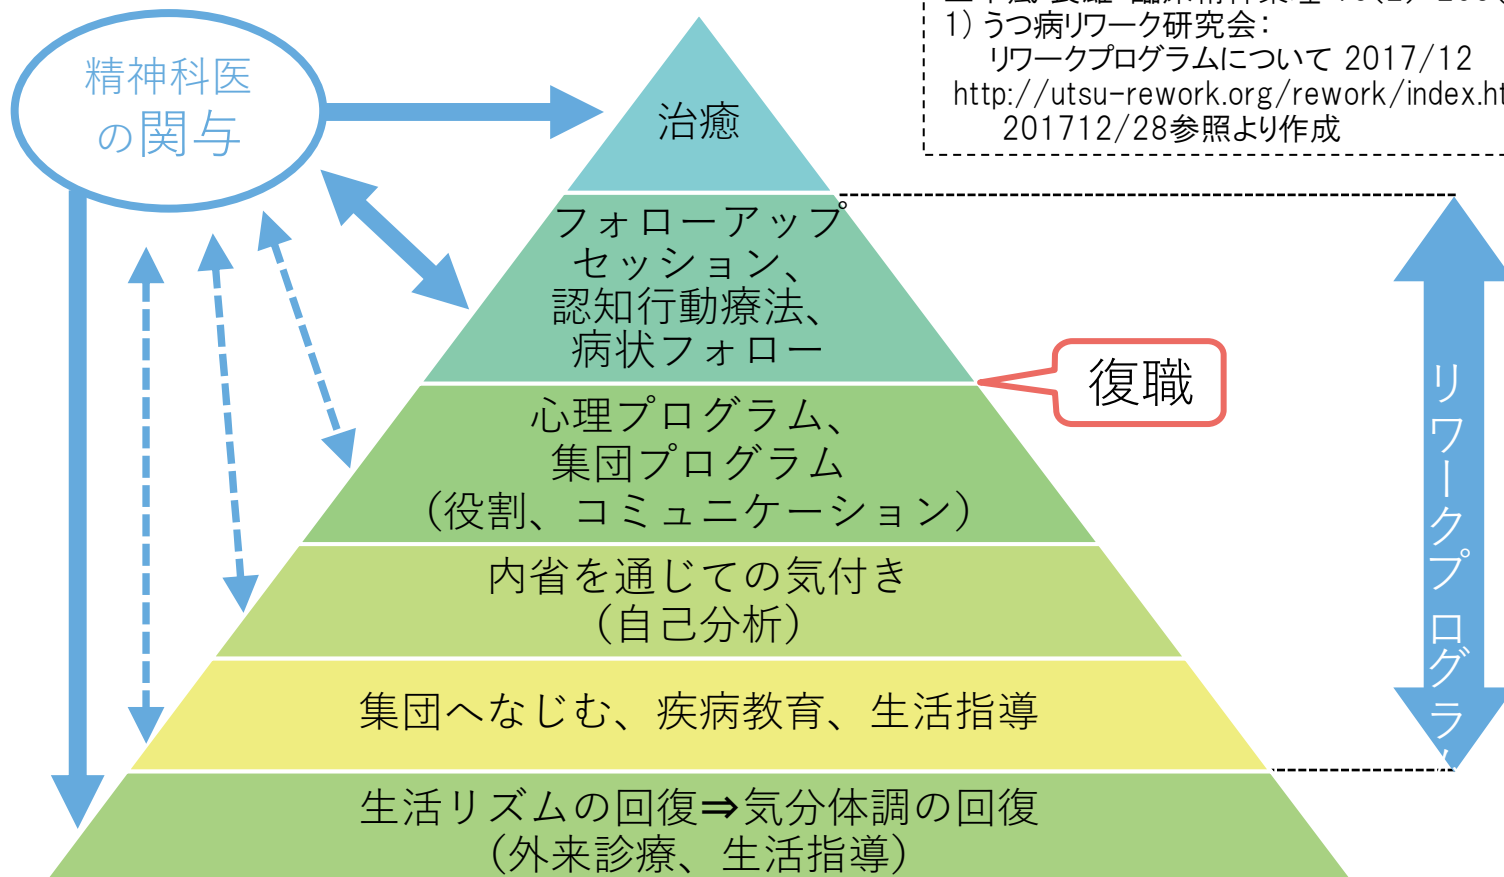 精神科医
の関与
1) うつ病リワーク研究会:
リワークプログラムについて 2017/12
http://utsu-rework.org/rework/index.ht
201712/28参照より作成
治癒
フォローアップ
セッション、
認知行動療法、
病状フォロー
復職
心理プログラム、
集団プログラム
(役割、コミュニケーション)
内省を通じての気付き
(自己分析)
集団へなじむ、疾病教育、生活指導
生活リズムの回復⇒気分体調の回復
(外来診療、生活指導)
リワークプログラム